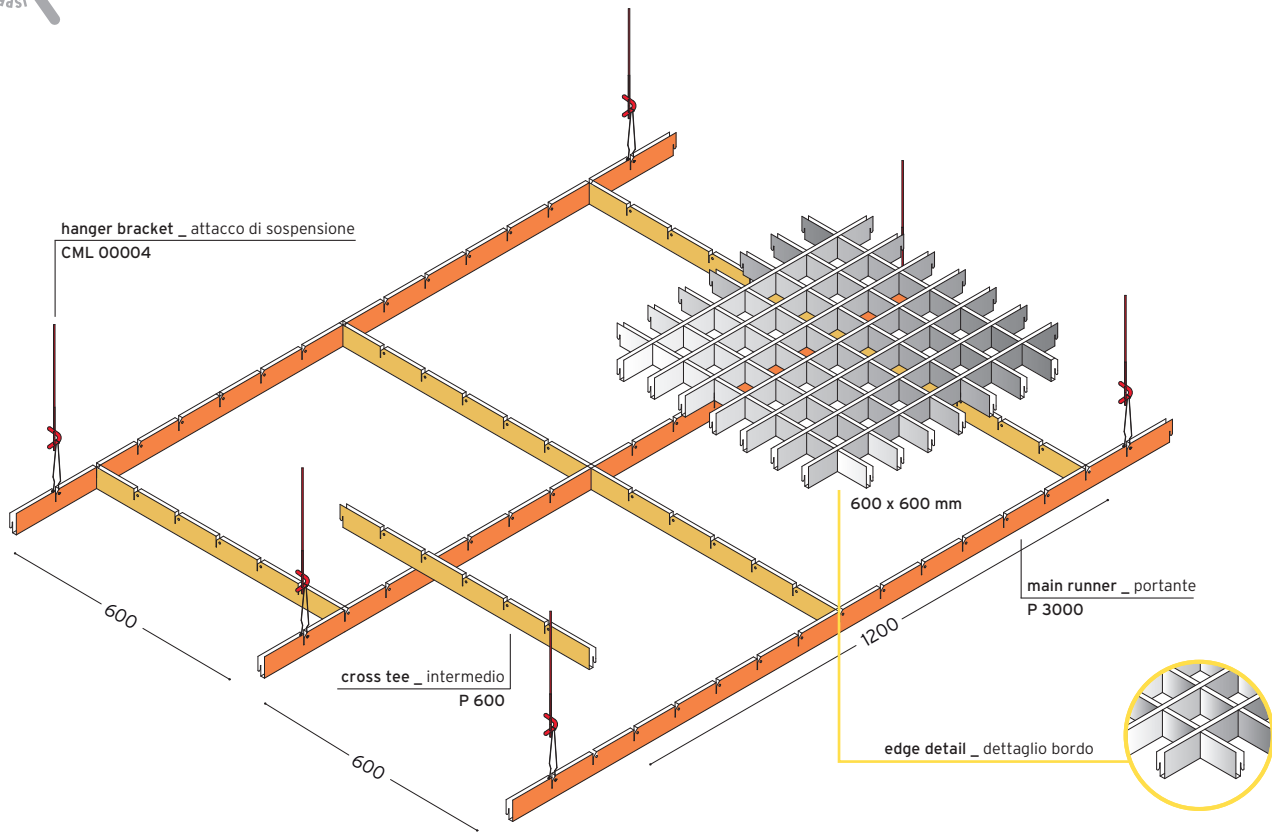 hanger bracket _ attacco di sospensione
CML 00004
600 x 600 mm
main runner _ portante
P 3000
1200
600
cross tee _ intermedio
P 600
600
edge detail _ dettaglio bordo